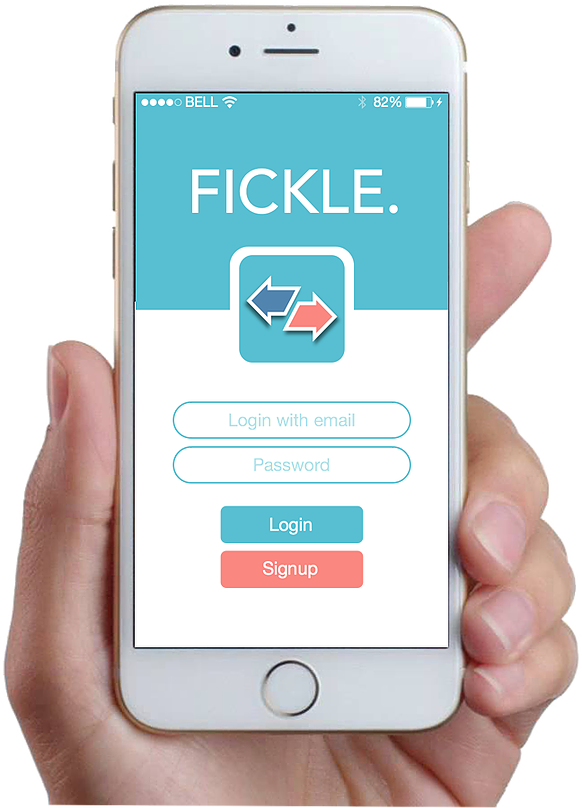 BELL 82%
FICKLE.
Login with email
Password
Login
Signup